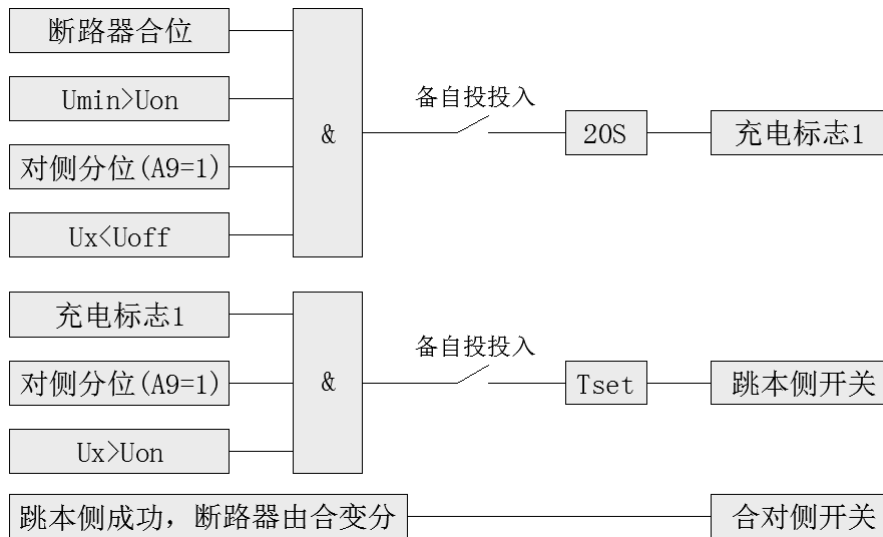 断路器合位
Umin>Uon
对侧分位(A9=1)
Ux<Uoff
&
备自投投入
20S
充电标志1
充电标志1
对侧分位(A9=1)
Ux>Uon
&
备自投投入
Tset
跳本侧开关
跳本侧成功，断路器由合变分
合对侧开关